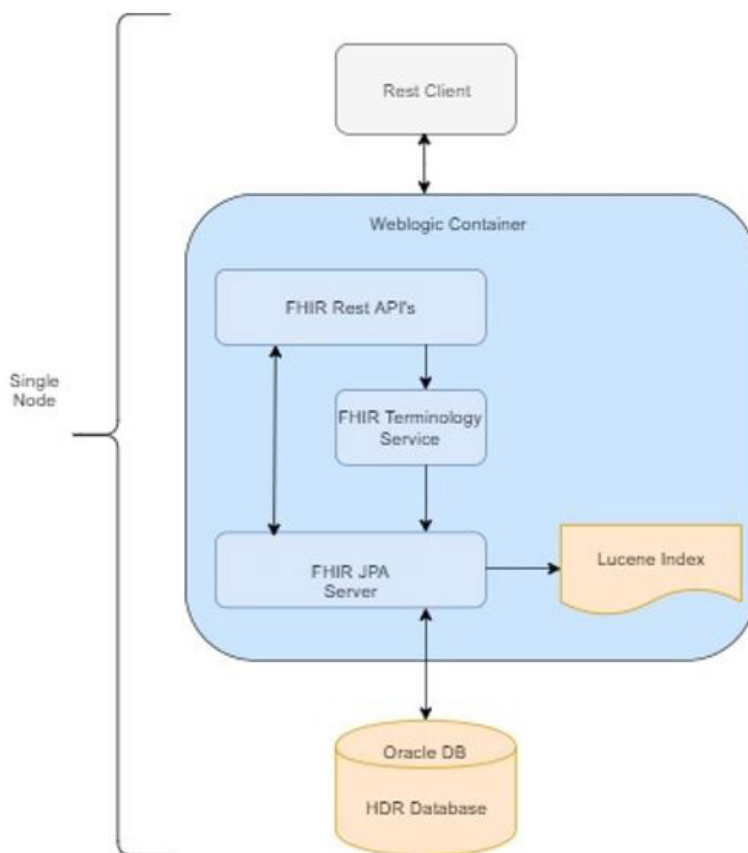 Rest Client
Weblogic Container
FHIR Rest API's
Single
Node
FHIR Terminology
Service
FHIR JPA
Server
Lucene Index
Oracle DB
HDR Database